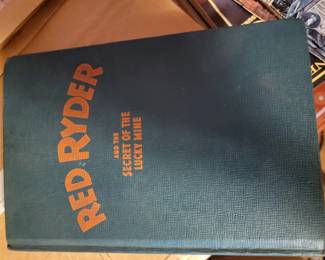 RED RYDER
AND THE
SECRET OF THE
LUCKY MINE